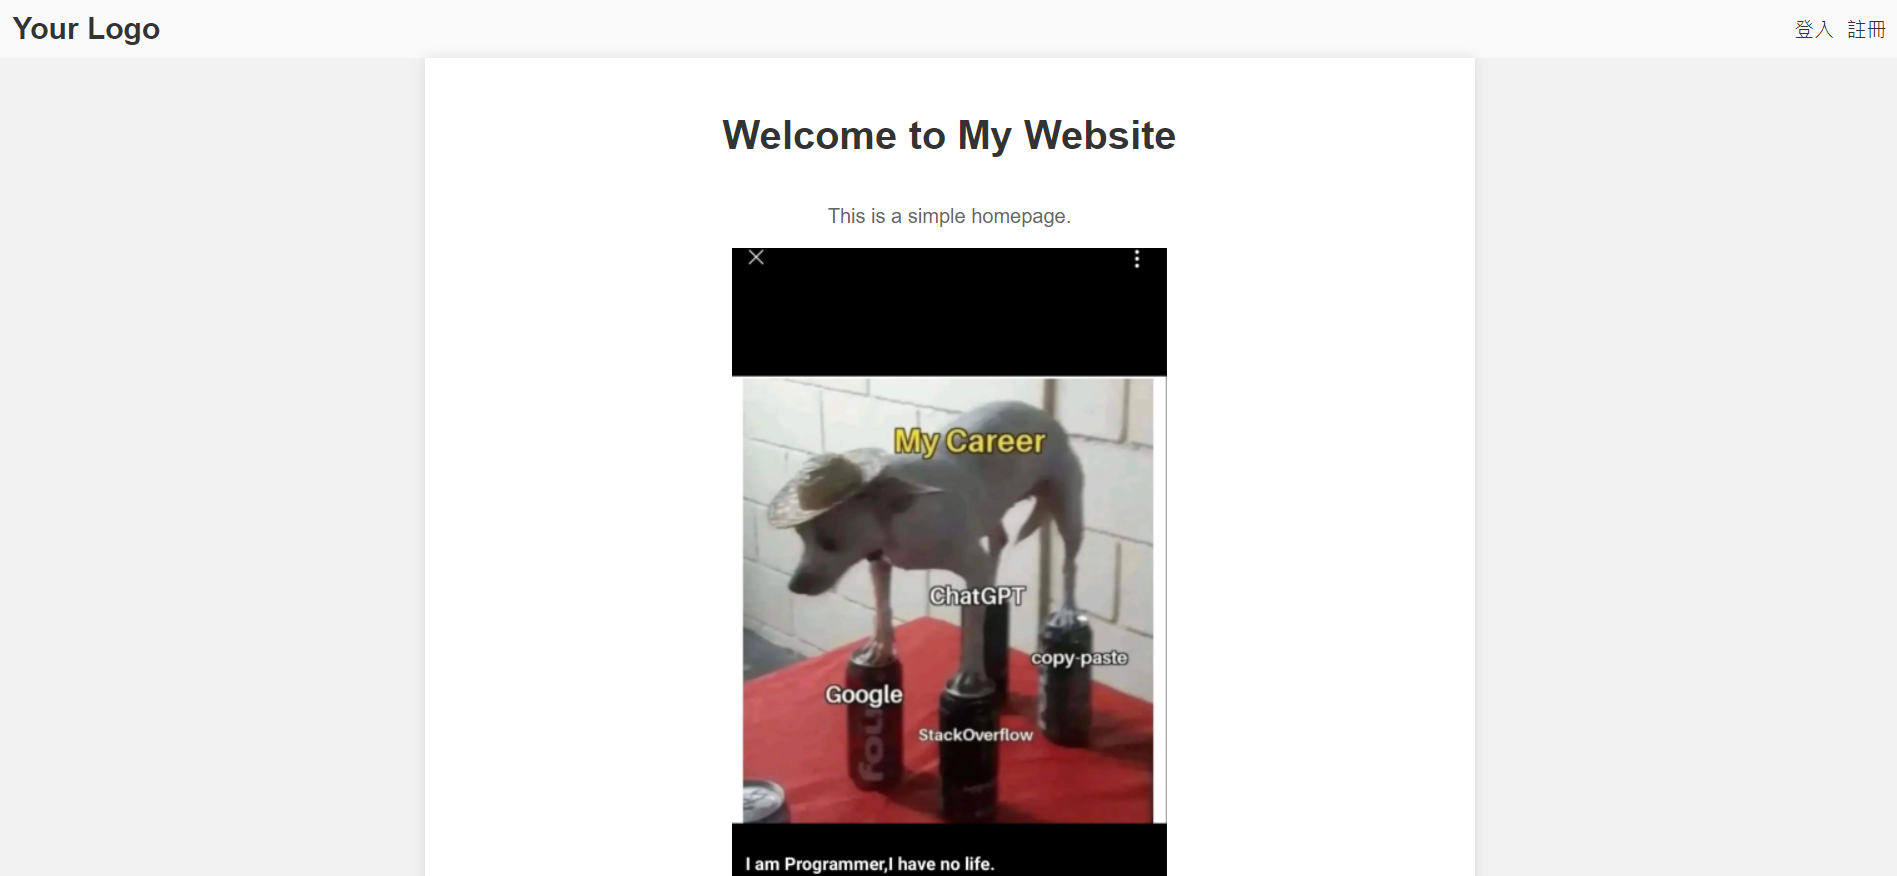 Your Logo
登入 註冊
Welcome to My Website
This is a simple homepage.
My Career
ChatGPT
copy-paste
Google
StackOverflow
fou
I am Programmer,I have no life.